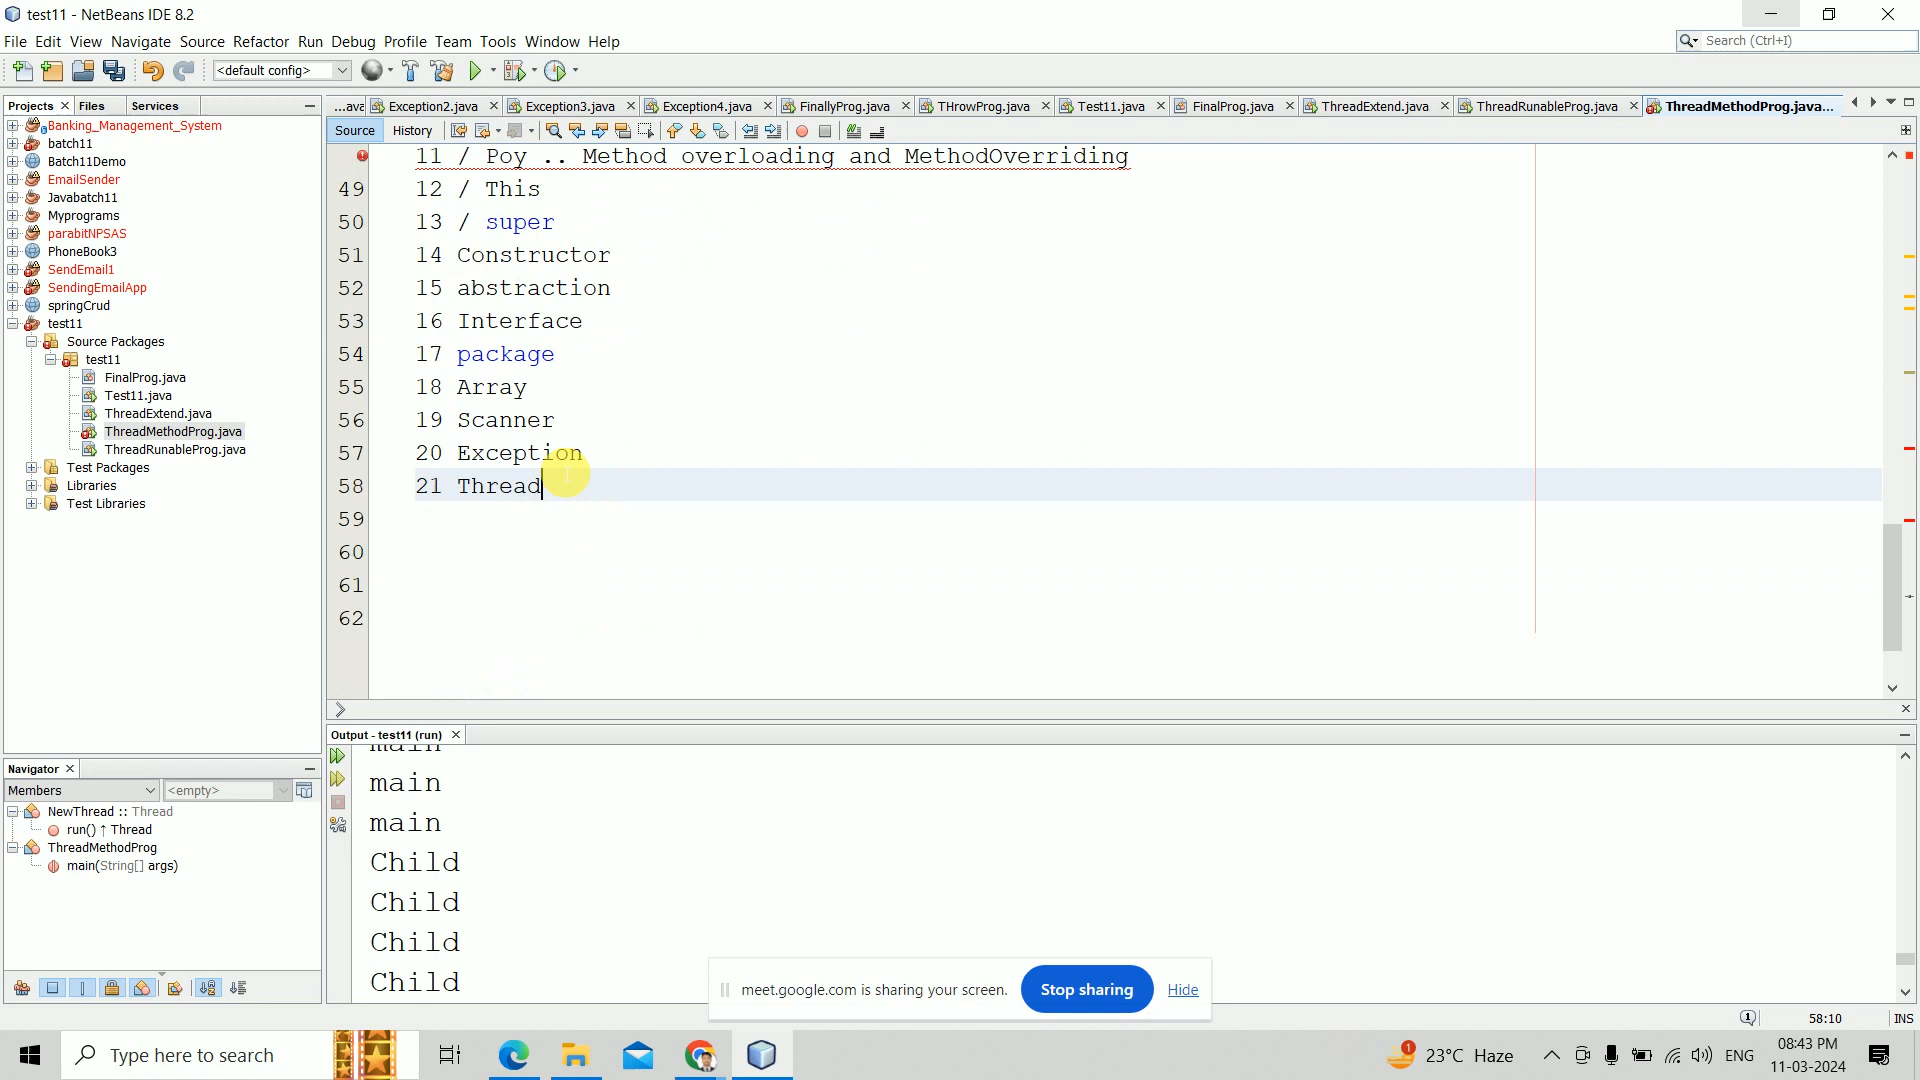 test11 - NetBeans IDE 8.2
File Edit View Navigate Source Refactor Run Debug Profile Team Tools Window Help
Search (Ctrl+I)
<default config>
Projects Files Services
...ava Exception2.java Exception3.java Exception4.java FinallyProg.java THrowProg.java Test11.java FinalProg.java ThreadExtend.java ThreadRunableProg.java ThreadMethodProg.java...
Source History
Banking_Management_System
batch11
Batch11Demo
EmailSender
Javabatch11
Myprograms
parabitNPSAS
PhoneBook3
SendEmail1
SendingEmailApp
springCrud
test11
Source Packages
test11
FinalProg.java
Test11.java
ThreadExtend.java
ThreadMethodProg.java
ThreadRunableProg.java
Test Packages
Libraries
Test Libraries
11 / Poy .. Method overloading and MethodOverriding
49 12 / This
50 13 / super
51 14 Constructor
52 15 abstraction
53 16 Interface
54 17 package
55 18 Array
56 19 Scanner
57 20 Exception
58 21 Thread
59
60
61
62
Navigator
Members <empty>
NewThread :: Thread
run() ↑ Thread
ThreadMethodProg
main(String[] args)
Output - test11 (run)
main
main
main
Child
Child
Child
Child
meet.google.com is sharing your screen. Stop sharing Hide
1 58:10 INS
Type here to search
1 23°C Haze ENG 08:43 PM
11-03-2024